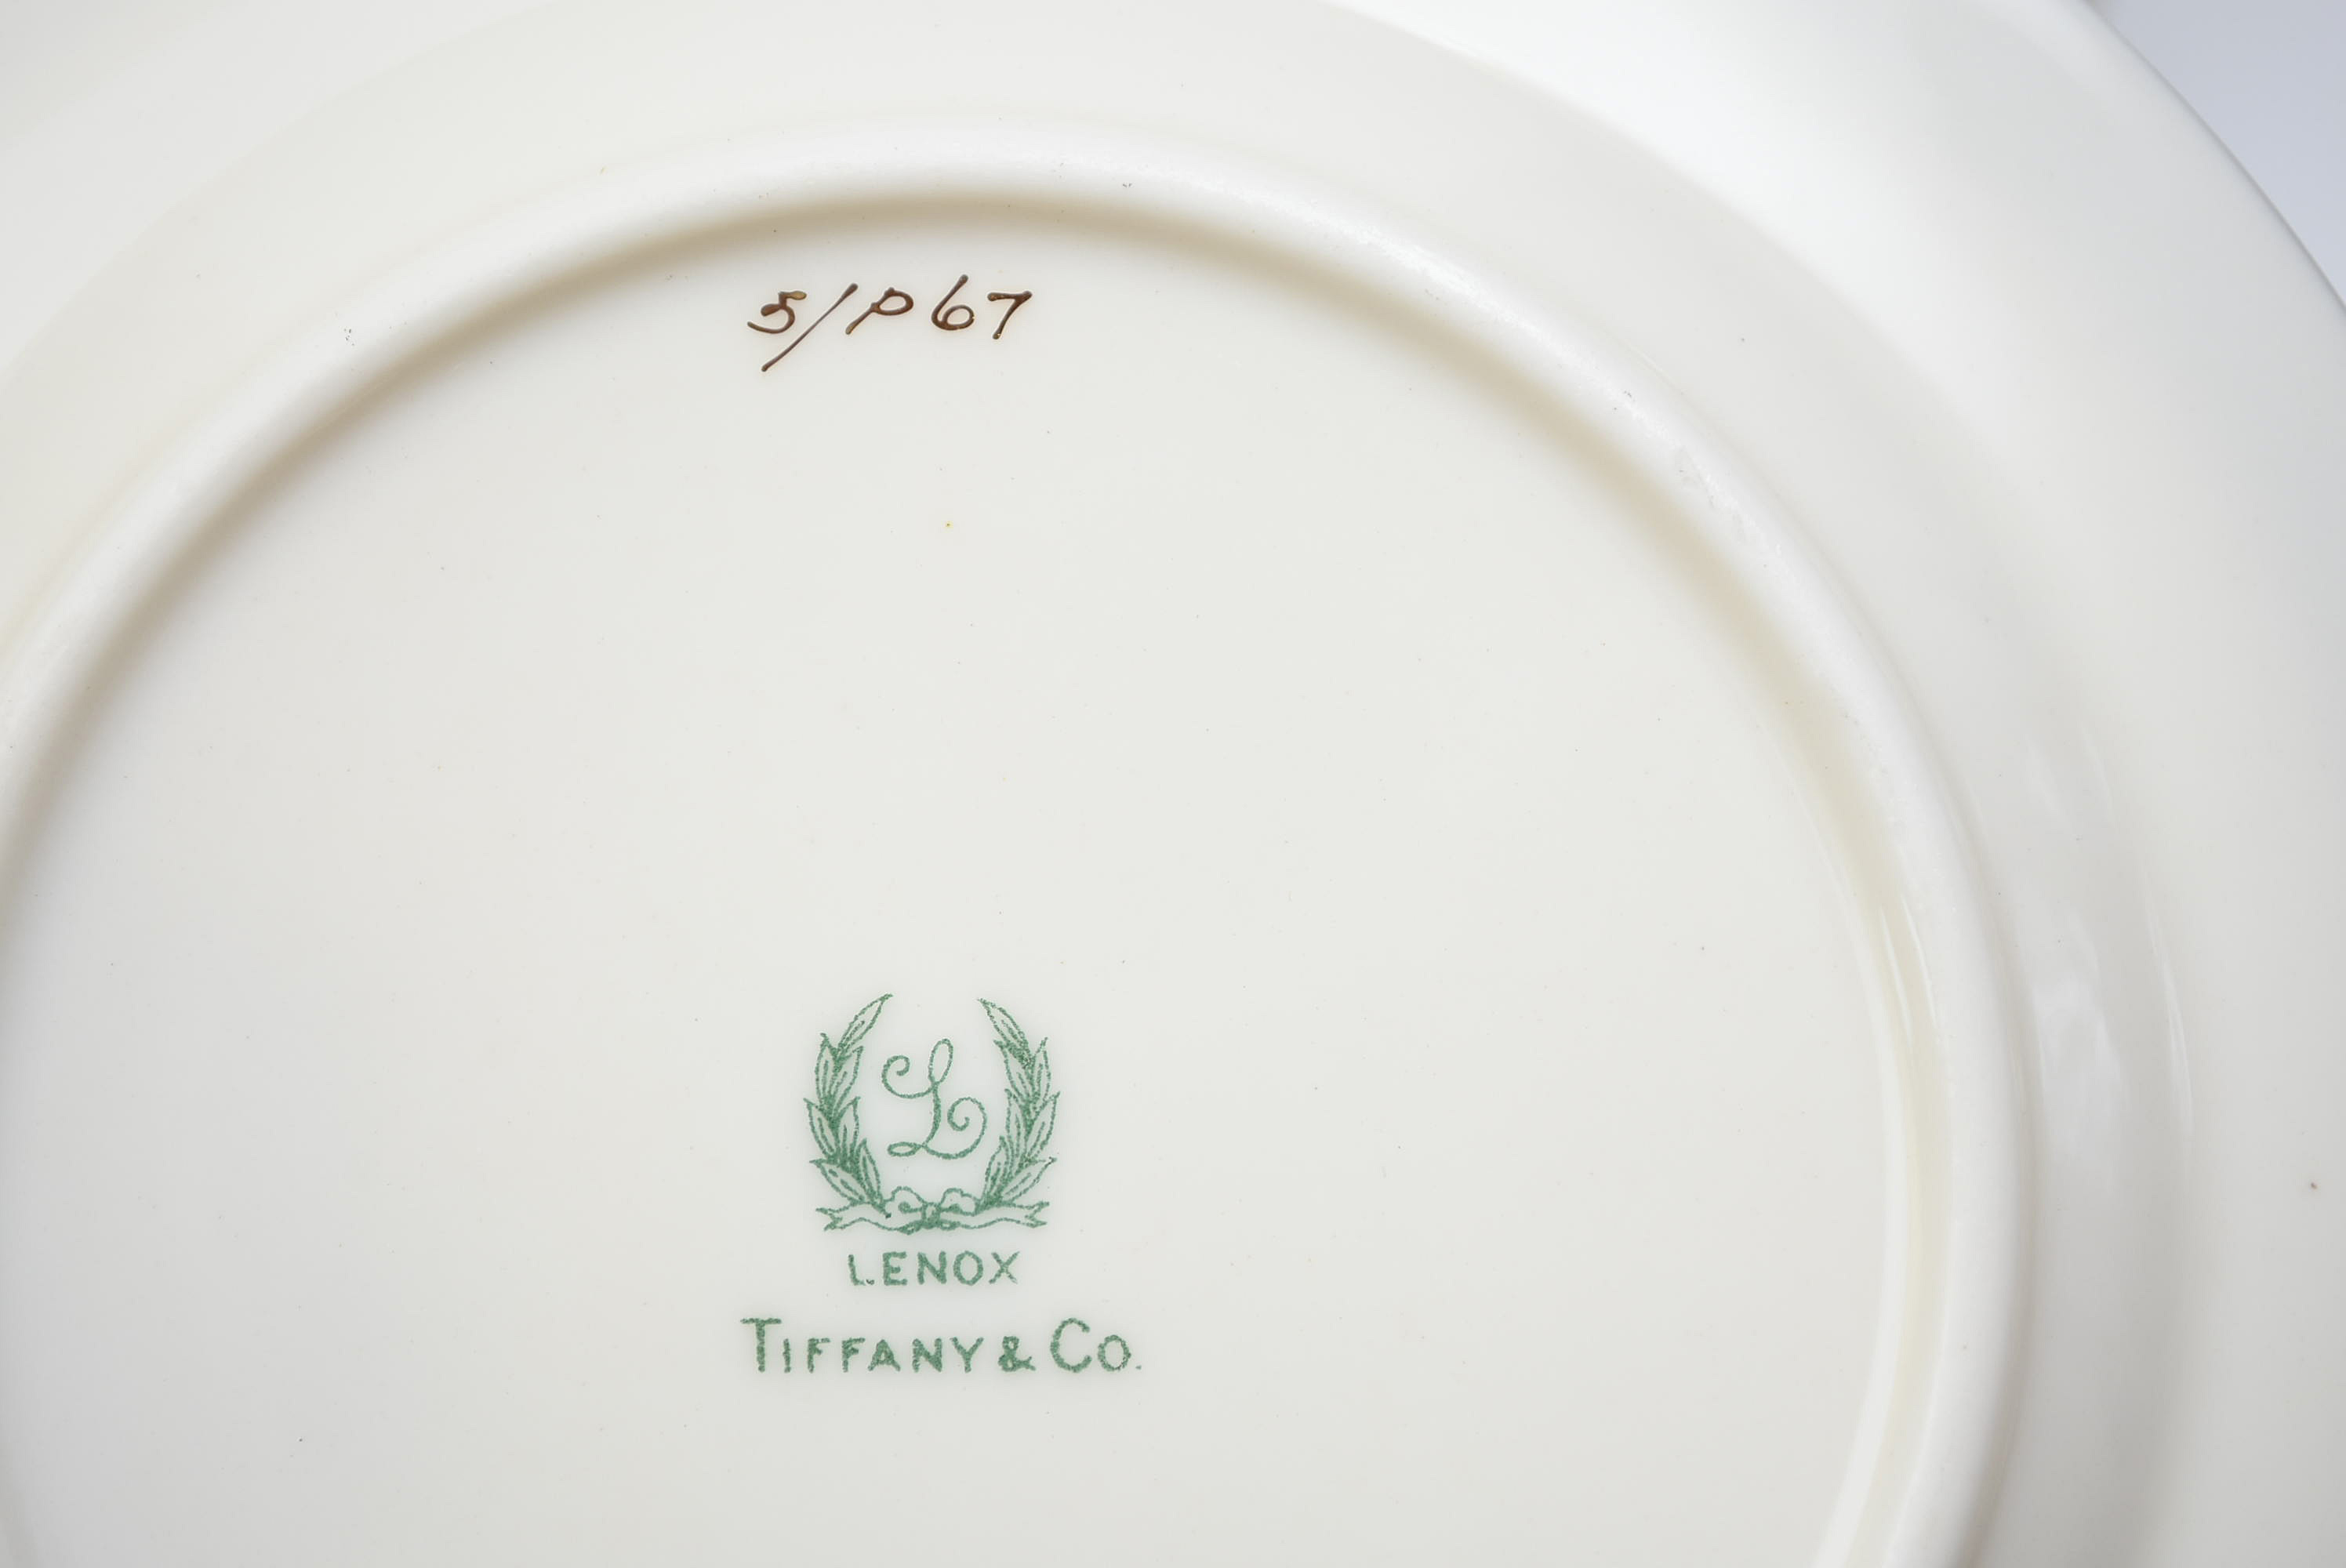 5/P67
L
LENOX
TIFFANY & CO.